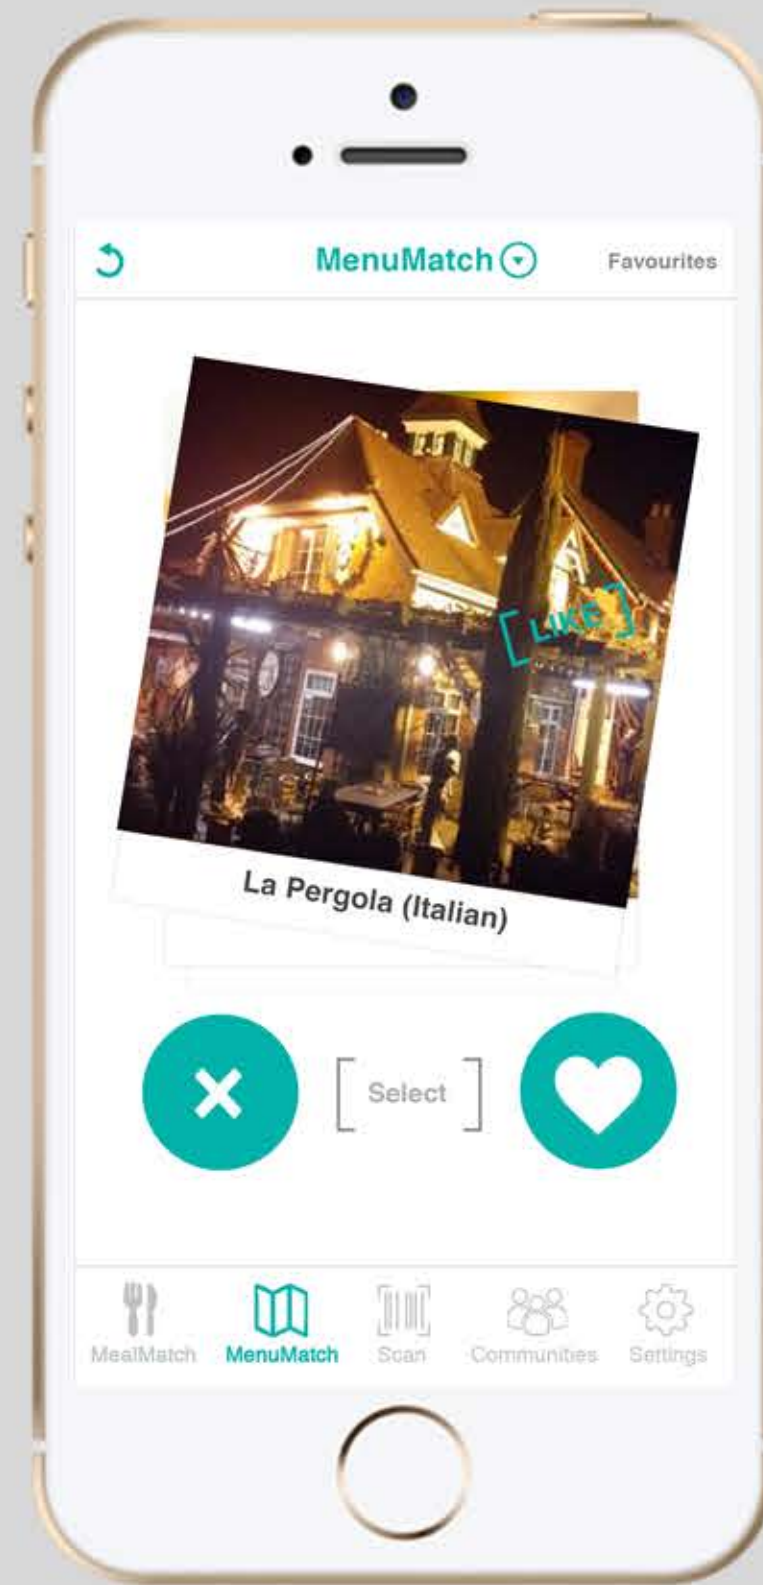 MenuMatch
Favourites
[ LIKE ]
La Pergola (Italian)
[ Select ]
MealMatch
MenuMatch
Scan
Communities
Settings